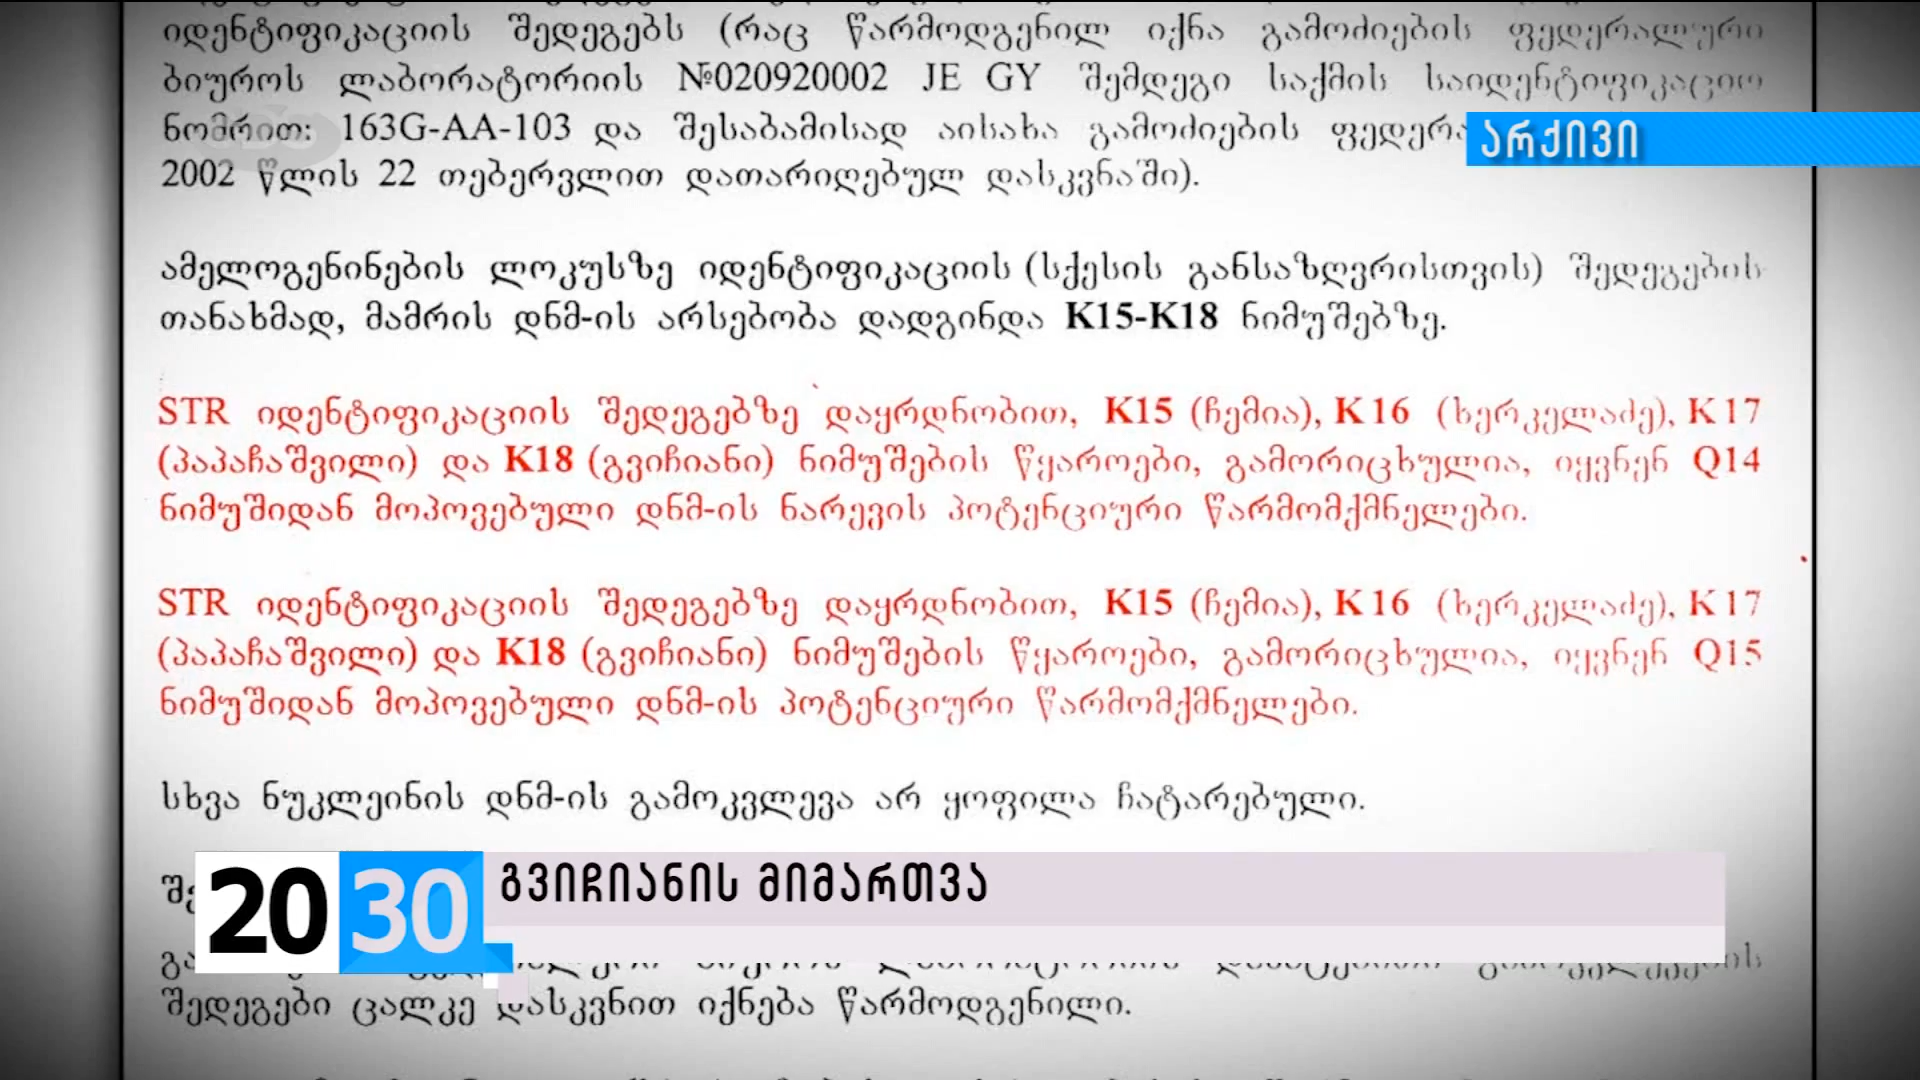 იდენტიფიკაციის შედეგებს (რაც წარმოდგენილ იქნა გამოძიების ფედერალური
ბიუროს ლაბორატორიის №020920002 JE GY შემდეგი საქმის საიდენტიფიკაციო
ნომრით: 163G-AA-103 და შესაბამისად აისახა გამოძიების
არქივი
2002 წლის 22 თებერვლით დათარიღებულ დასკვნაში).
ამელოგენინების ლოკუსზე იდენტიფიკაციის (სქესის განსაზღვრისთვის) შედეგების
თანახმად, მამრის დნმ-ის არსებობა დადგინდა K15-K18 ნიმუშებზე.
STR იდენტიფიკაციის შედეგებზე დაყრდნობით, K15 (ჩემია), K16 (ხერკელაძე), K17
(პაპაჩაშვილი) და K18 (გვიჩიანი) ნიმუშების წყაროები, გამორიცხულია, იყვნენ Q14
ნიმუშიდან მოპოვებული დნმ-ის ნარევის პოტენციური წარმომქმნელები.
STR იდენტიფიკაციის შედეგებზე დაყრდნობით, K15 (ჩემია), K16 (ხერკელაძე), K17
(პაპაჩაშვილი) და K18 (გვიჩიანი) ნიმუშების წყაროები, გამორიცხულია, იყვნენ Q15
ნიმუშიდან მოპოვებული დნმ-ის პოტენციური წარმომქმნელები.
სხვა ნუკლეინის დნმ-ის გამოკვლევა არ ყოფილა ჩატარებული.
20 30
გვიჩიანის მიმართვა
შედეგები ცალკე დასკვნით იქნება წარმოდგენილი.